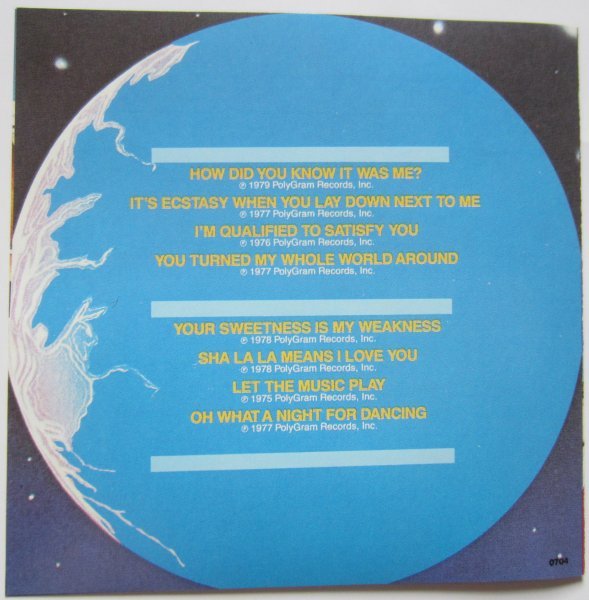 HOW DID YOU KNOW IT WAS ME?
℗ 1979 PolyGram Records, Inc.
IT'S ECSTASY WHEN YOU LAY DOWN NEXT TO ME
℗ 1977 PolyGram Records, Inc.
I'M QUALIFIED TO SATISFY YOU
℗ 1976 PolyGram Records, Inc.
YOU TURNED MY WHOLE WORLD AROUND
℗ 1977 PolyGram Records, Inc.
YOUR SWEETNESS IS MY WEAKNESS
℗ 1978 PolyGram Records, Inc.
SHA LA LA MEANS I LOVE YOU
℗ 1978 PolyGram Records, Inc.
LET THE MUSIC PLAY
℗ 1975 PolyGram Records, Inc.
OH WHAT A NIGHT FOR DANCING
℗ 1977 PolyGram Records, Inc.
0704